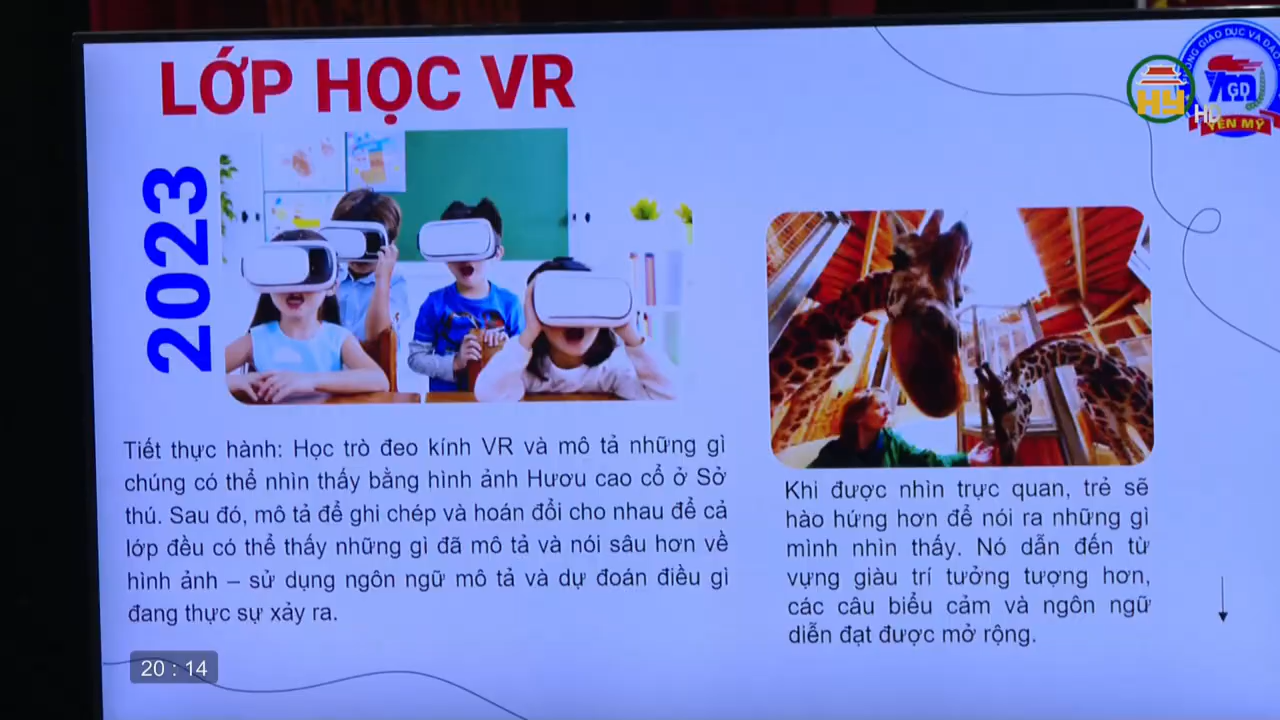 LỚP HỌC VR
2023
Tiết thực hành: Học trò đeo kính VR và mô tả những gì
chúng có thể nhìn thấy bằng hình ảnh Hươu cao cổ ở Sở
thú. Sau đó, mô tả để ghi chép và hoán đổi cho nhau để cả
lớp đều có thể thấy những gì đã mô tả và nói sâu hơn về
hình ảnh – sử dụng ngôn ngữ mô tả và dự đoán điều gì
đang thực sự xảy ra.
Khi được nhìn trực quan, trẻ sẽ
hào hứng hơn để nói ra những gì
mình nhìn thấy. Nó dẫn đến từ
vựng giàu trí tưởng tượng hơn,
các câu biểu cảm và ngôn ngữ
diễn đạt được mở rộng.
HY
HD
GIÁO DỤC VÀ ĐÀO
GD
YÊN MỸ
20 : 14